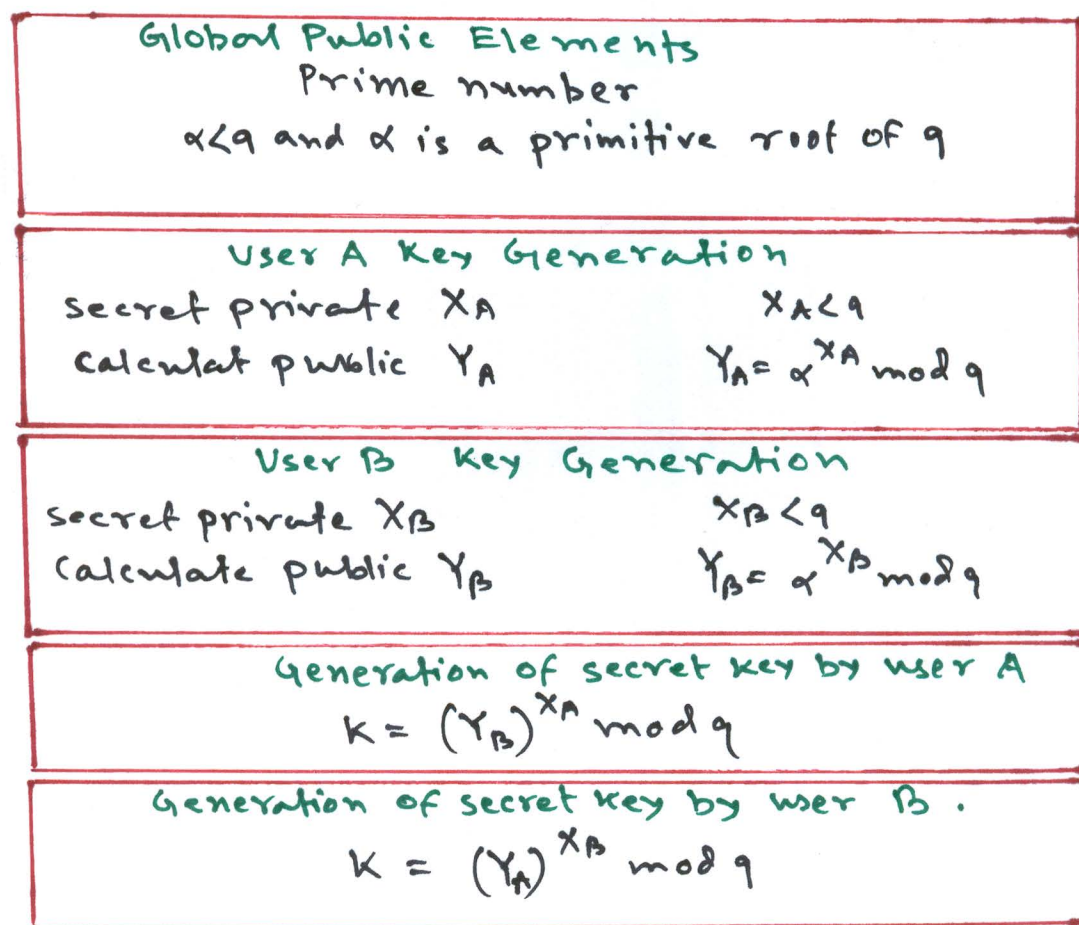 Global Public Elements
Prime number
α<q and α is a primitive root of q
User A Key Generation
secret private XA XA<q
Calculat public YA YA= α^XA mod q
User B Key Generation
secret private XB XB<q
Calculate public YB YB= α^XB mod q
Generation of secret key by user A
K = (YB)^XA mod q
Generation of secret key by user B.
K = (YA)^XB mod q